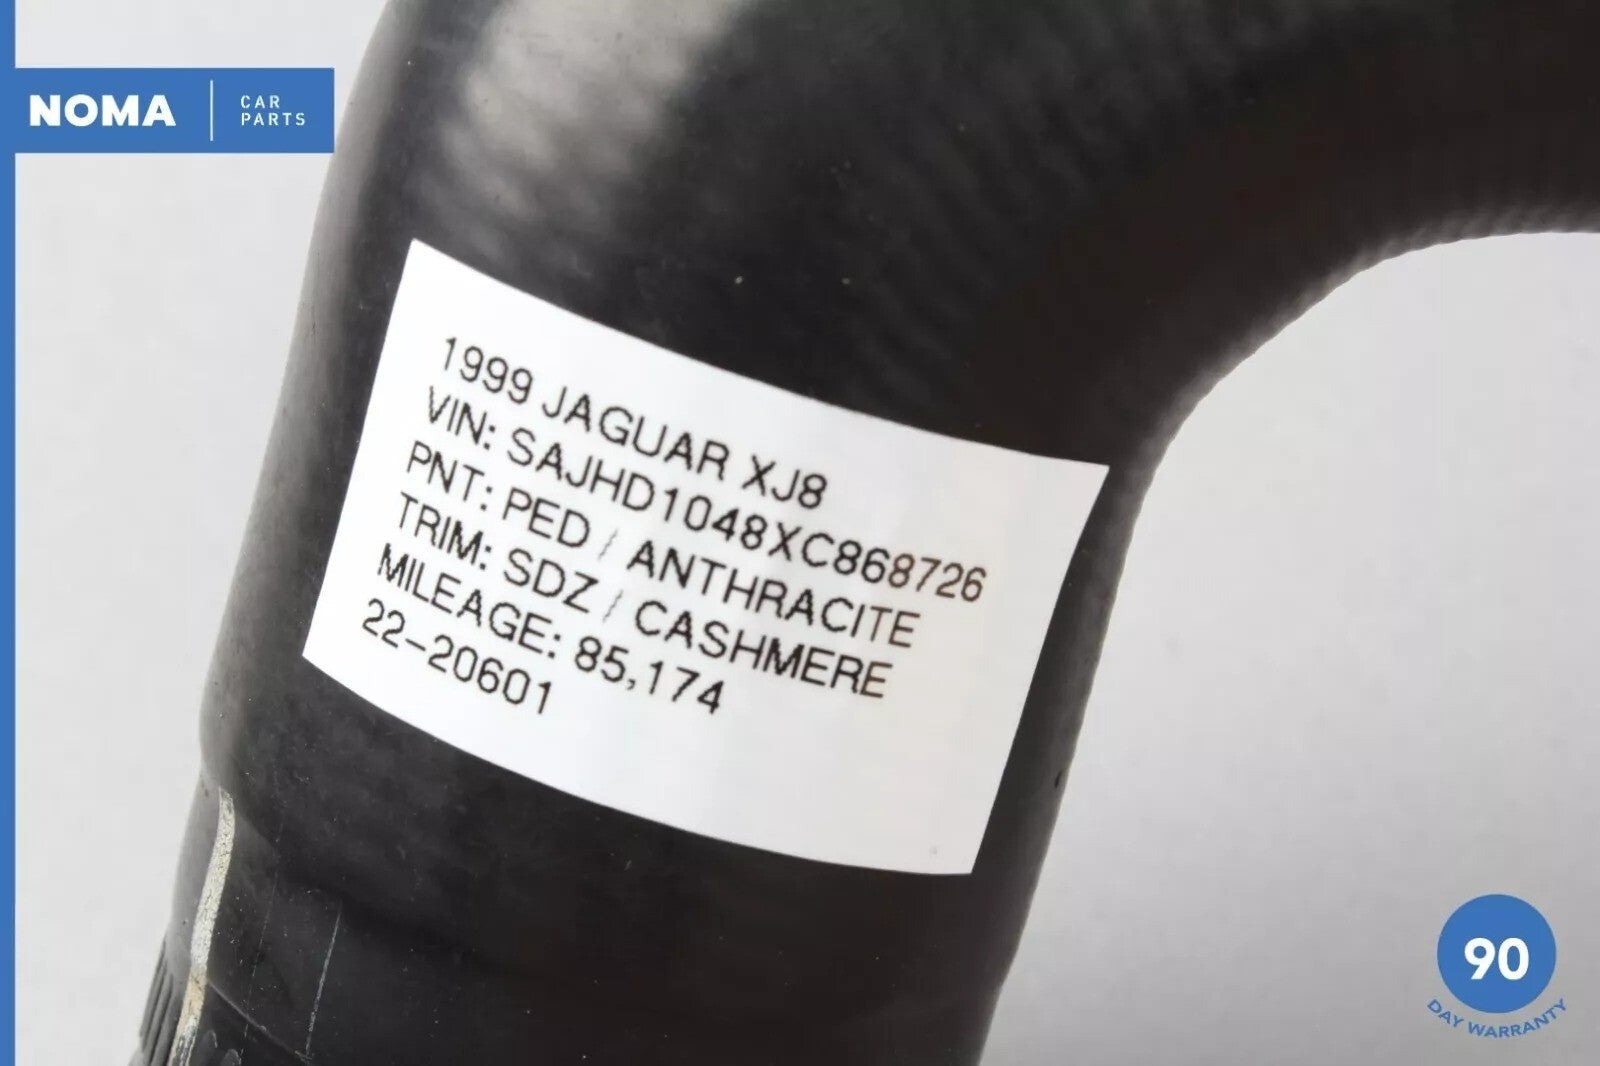 NOMA
CAR
PARTS
1999 JAGUAR XJ8
VIN: SAJHD1048XC868726
PNT: PED / ANTHRACITE
TRIM: SDZ / CASHMERE
MILEAGE: 85,174
22-20601
90
DAY WARRANTY